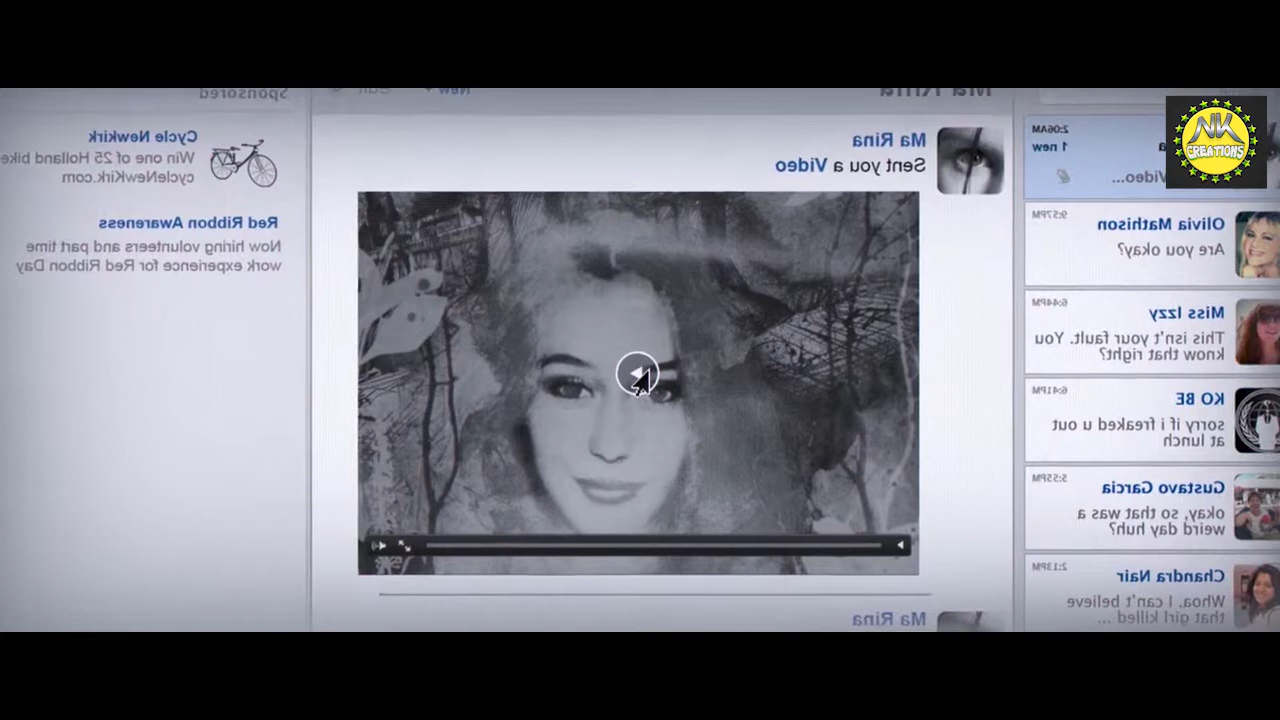 Sponsored
Cycle Newkirk
Win one of 25 Holland bike
cycleNewKirk.com
Red Ribbon Awareness
Now hiring volunteers and part time
work experience for Red Ribbon Day
New +
Edit
Ma Rina
Ma Rina
Sent you a Video
Ma Rina
NK
CREATIONS
2:06AM
1 new
Video...
Olivia Mathison
9:57PM
Are you okay?
Miss Izzy
6:44PM
This isn't your fault. You
know that right?
KO BE
6:41PM
sorry if i freaked u out
at lunch
Gustavo Garcia
5:55PM
okay, so that was a
weird day huh?
Chandra Nair
2:13PM
Whoa. I can't believe
that girl killed ...